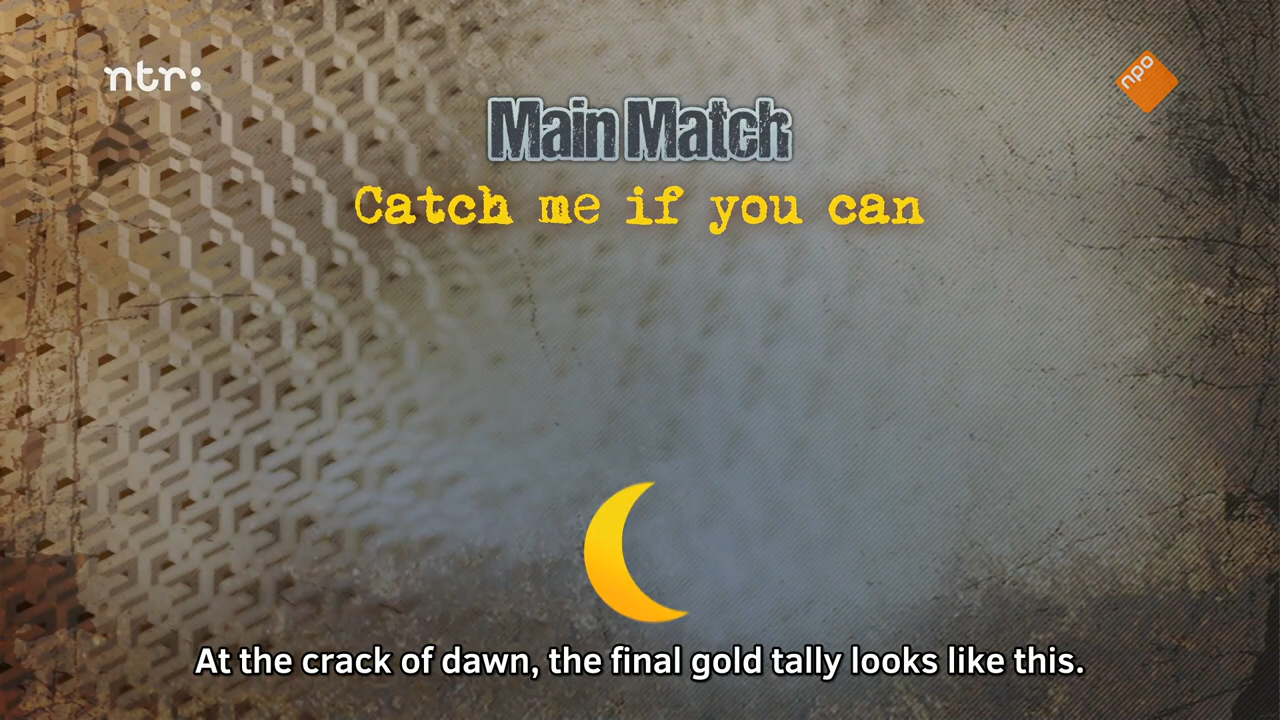 ntr:
npo
Main Match
Catch me if you can
At the crack of dawn, the final gold tally looks like this.